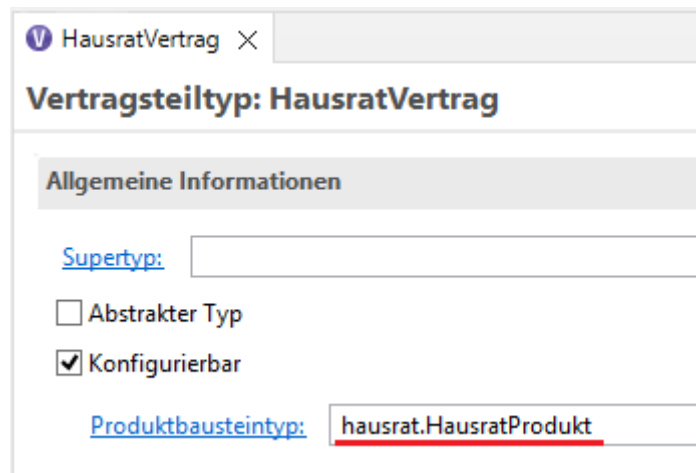 V HausratVertrag
Vertragsteiltyp: HausratVertrag
Allgemeine Informationen
Supertyp:
Abstrakter Typ
Konfigurierbar
Produktbausteintyp: hausrat.HausratProdukt